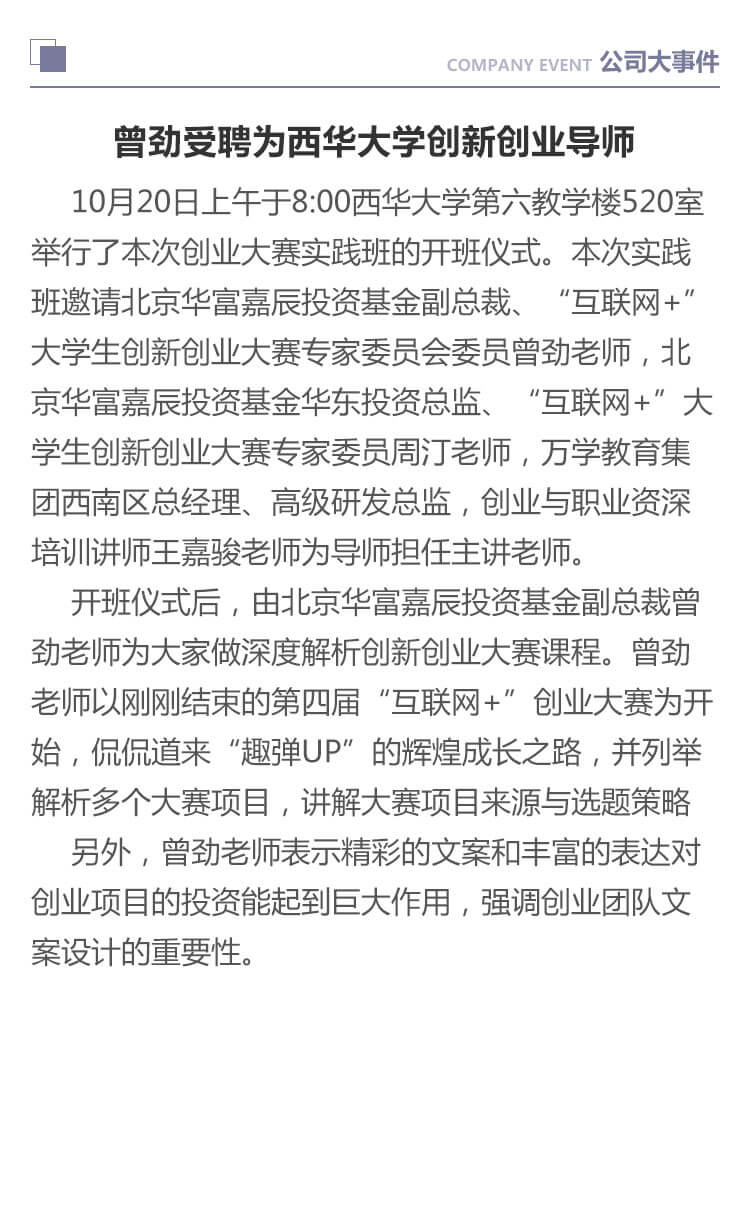 COMPANY EVENT 公司大事件
曾劲受聘为西华大学创新创业导师
10月20日上午于8:00西华大学第六教学楼520室
举行了本次创业大赛实践班的开班仪式。本次实践
班邀请北京华富嘉辰投资基金副总裁、“互联网+”
大学生创新创业大赛专家委员会委员曾劲老师，北
京华富嘉辰投资基金华东投资总监、“互联网+”大
学生创新创业大赛专家委员周汀老师，万学教育集
团西南区总经理、高级研发总监，创业与职业资深
培训讲师王嘉骏老师为导师担任主讲老师。
开班仪式后，由北京华富嘉辰投资基金副总裁曾
劲老师为大家做深度解析创新创业大赛课程。曾劲
老师以刚刚结束的第四届“互联网+”创业大赛为开
始，侃侃道来“趣弹UP”的辉煌成长之路，并列举
解析多个大赛项目，讲解大赛项目来源与选题策略
另外，曾劲老师表示精彩的文案和丰富的表达对
创业项目的投资能起到巨大作用，强调创业团队文
案设计的重要性。